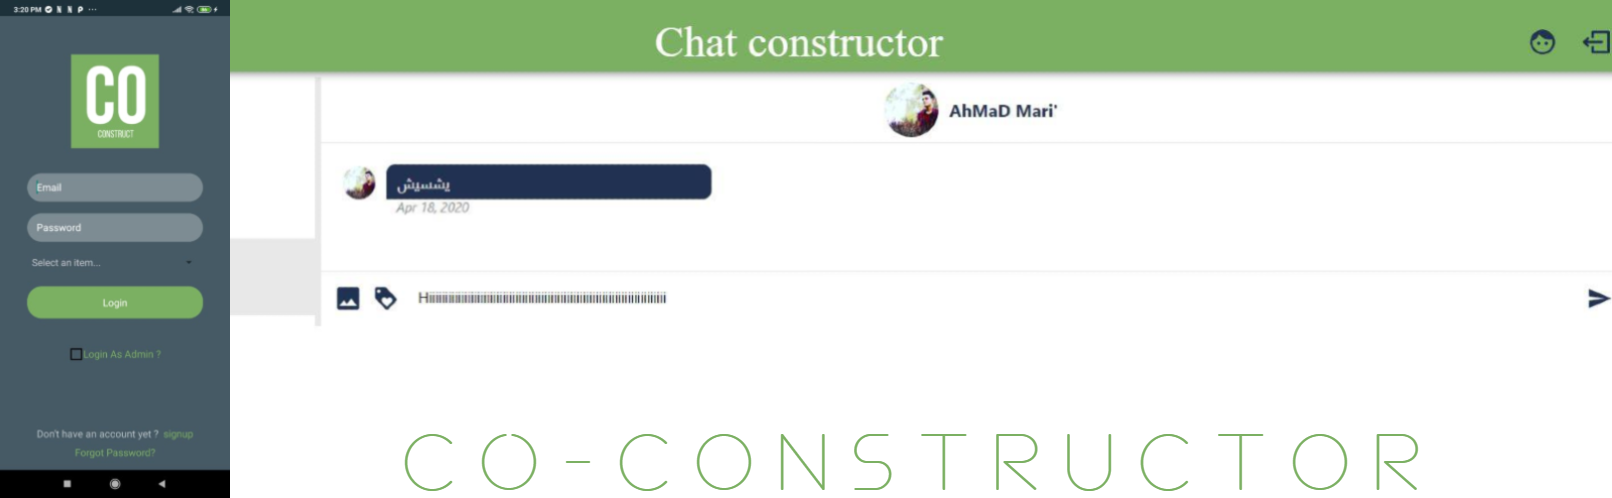 3:20 PM
CO
CONSTRUCT
Email
Password
Select an item...
Login
Login As Admin ?
Don't have an account yet ? signup
Forgot Password?
Chat constructor
AhMaD Mari'
يشسيش
Apr 18, 2020
CO-CONSTRUCTOR